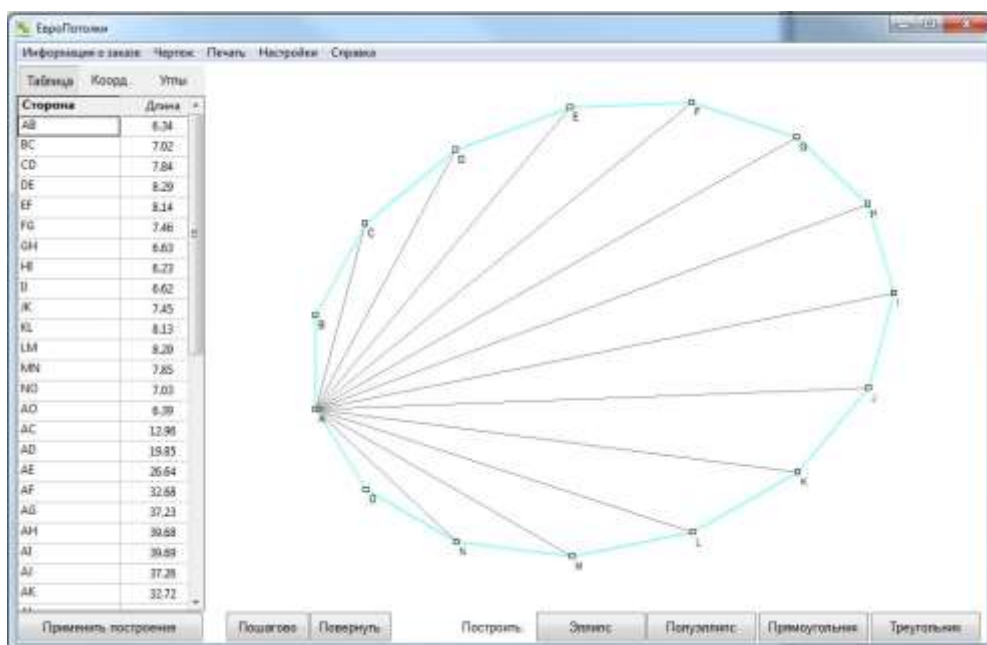 ЕвроПотолки
Информация о заказе Чертеж Печать Настройки Справка
Таблица Коорд. Углы
Сторона Длина
AB 6.34
BC 7.02
CD 7.84
DE 8.29
EF 8.14
FG 7.46
GH 6.63
HI 6.23
IJ 6.62
JK 7.45
KL 8.13
LM 8.29
MN 7.85
NO 7.03
AO 6.39
AC 12.96
AD 19.85
AE 26.64
AF 32.68
AG 37.23
AH 39.68
AI 39.69
AJ 37.28
AK 32.72
E
F
D
G
C
H
B
I
A
J
K
O
L
N
M
Применить построение Пошагово Повернуть Построить: Эллипс Полуэллипс Прямоугольник Треугольник